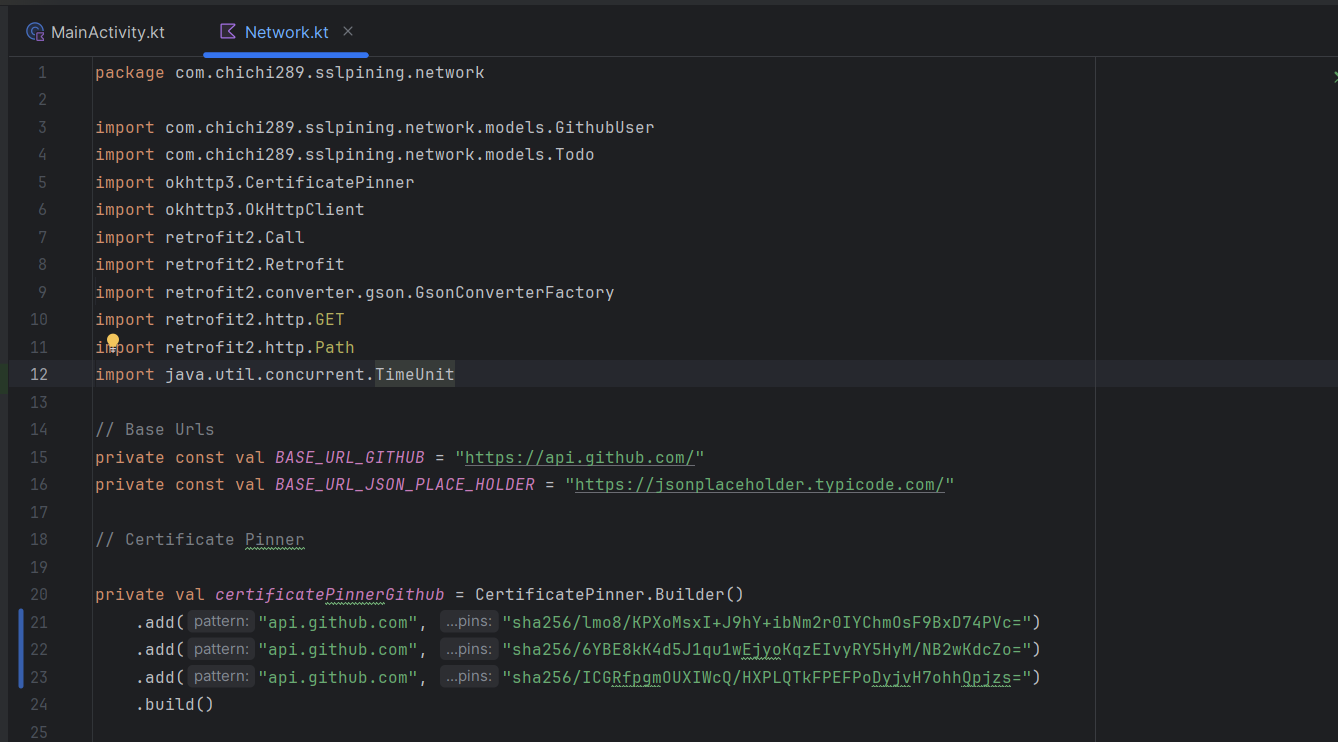 MainActivity.kt Network.kt
1 package com.chichi289.sslpining.network
2
3 import com.chichi289.sslpining.network.models.GithubUser
4 import com.chichi289.sslpining.network.models.Todo
5 import okhttp3.CertificatePinner
6 import okhttp3.OkHttpClient
7 import retrofit2.Call
8 import retrofit2.Retrofit
9 import retrofit2.converter.gson.GsonConverterFactory
10 import retrofit2.http.GET
11 import retrofit2.http.Path
12 import java.util.concurrent.TimeUnit
13
14 // Base Urls
15 private const val BASE_URL_GITHUB = "https://api.github.com/"
16 private const val BASE_URL_JSON_PLACE_HOLDER = "https://jsonplaceholder.typicode.com/"
17
18 // Certificate Pinner
19
20 private val certificatePinnerGithub = CertificatePinner.Builder()
21 .add( pattern: "api.github.com", ...pins: "sha256/lmo8/KPXoMsxI+J9hY+ibNm2r0IYChmOsF9BxD74PVc=")
22 .add( pattern: "api.github.com", ...pins: "sha256/6YBE8kK4d5J1qu1wEjyoKqzEIvyRY5HyM/NB2wKdcZo=")
23 .add( pattern: "api.github.com", ...pins: "sha256/ICGRfpgmOUXIWcQ/HXPLQTkFPEFPoDyjvH7ohhQpjzs=")
24 .build()
25